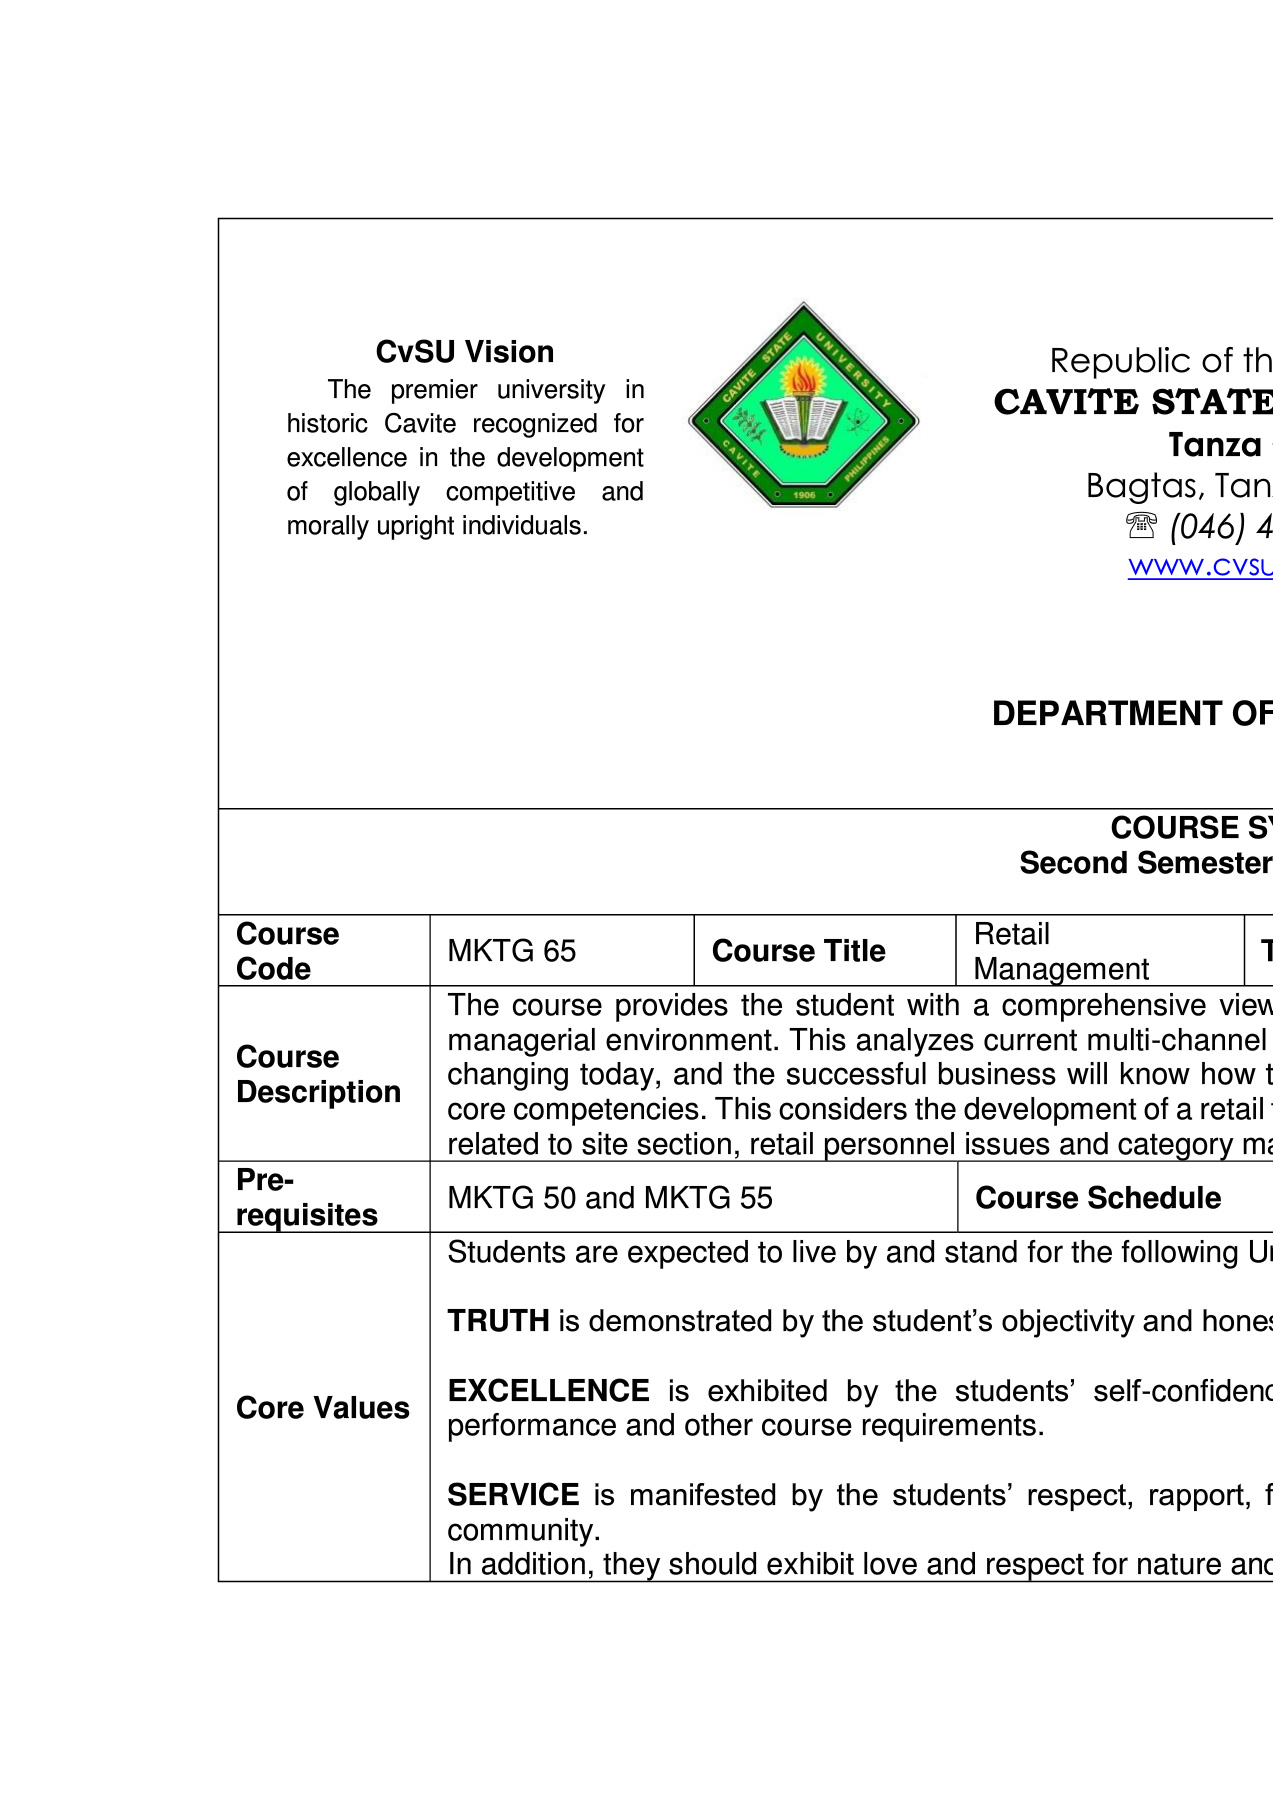 CvSU Vision
The premier university in
historic Cavite recognized for
excellence in the development
of globally competitive and
morally upright individuals.
CAVITE STATE UNIVERSITY
CAVITE PHILIPPINES
1906
Republic of th
CAVITE STATE
Tanza
Bagtas, Tan
☏ (046) 4
www.cvsu
DEPARTMENT OF
COURSE SY
Second Semester
Course
Code
MKTG 65
Course Title
Retail
Management
T
Course
Description
The course provides the student with a comprehensive view
managerial environment. This analyzes current multi-channel
changing today, and the successful business will know how t
core competencies. This considers the development of a retail
related to site section, retail personnel issues and category ma
Pre-
requisites
MKTG 50 and MKTG 55
Course Schedule
Core Values
Students are expected to live by and stand for the following Un
TRUTH is demonstrated by the student’s objectivity and hones
EXCELLENCE is exhibited by the students’ self-confidenc
performance and other course requirements.
SERVICE is manifested by the students’ respect, rapport, f
community.
In addition, they should exhibit love and respect for nature and